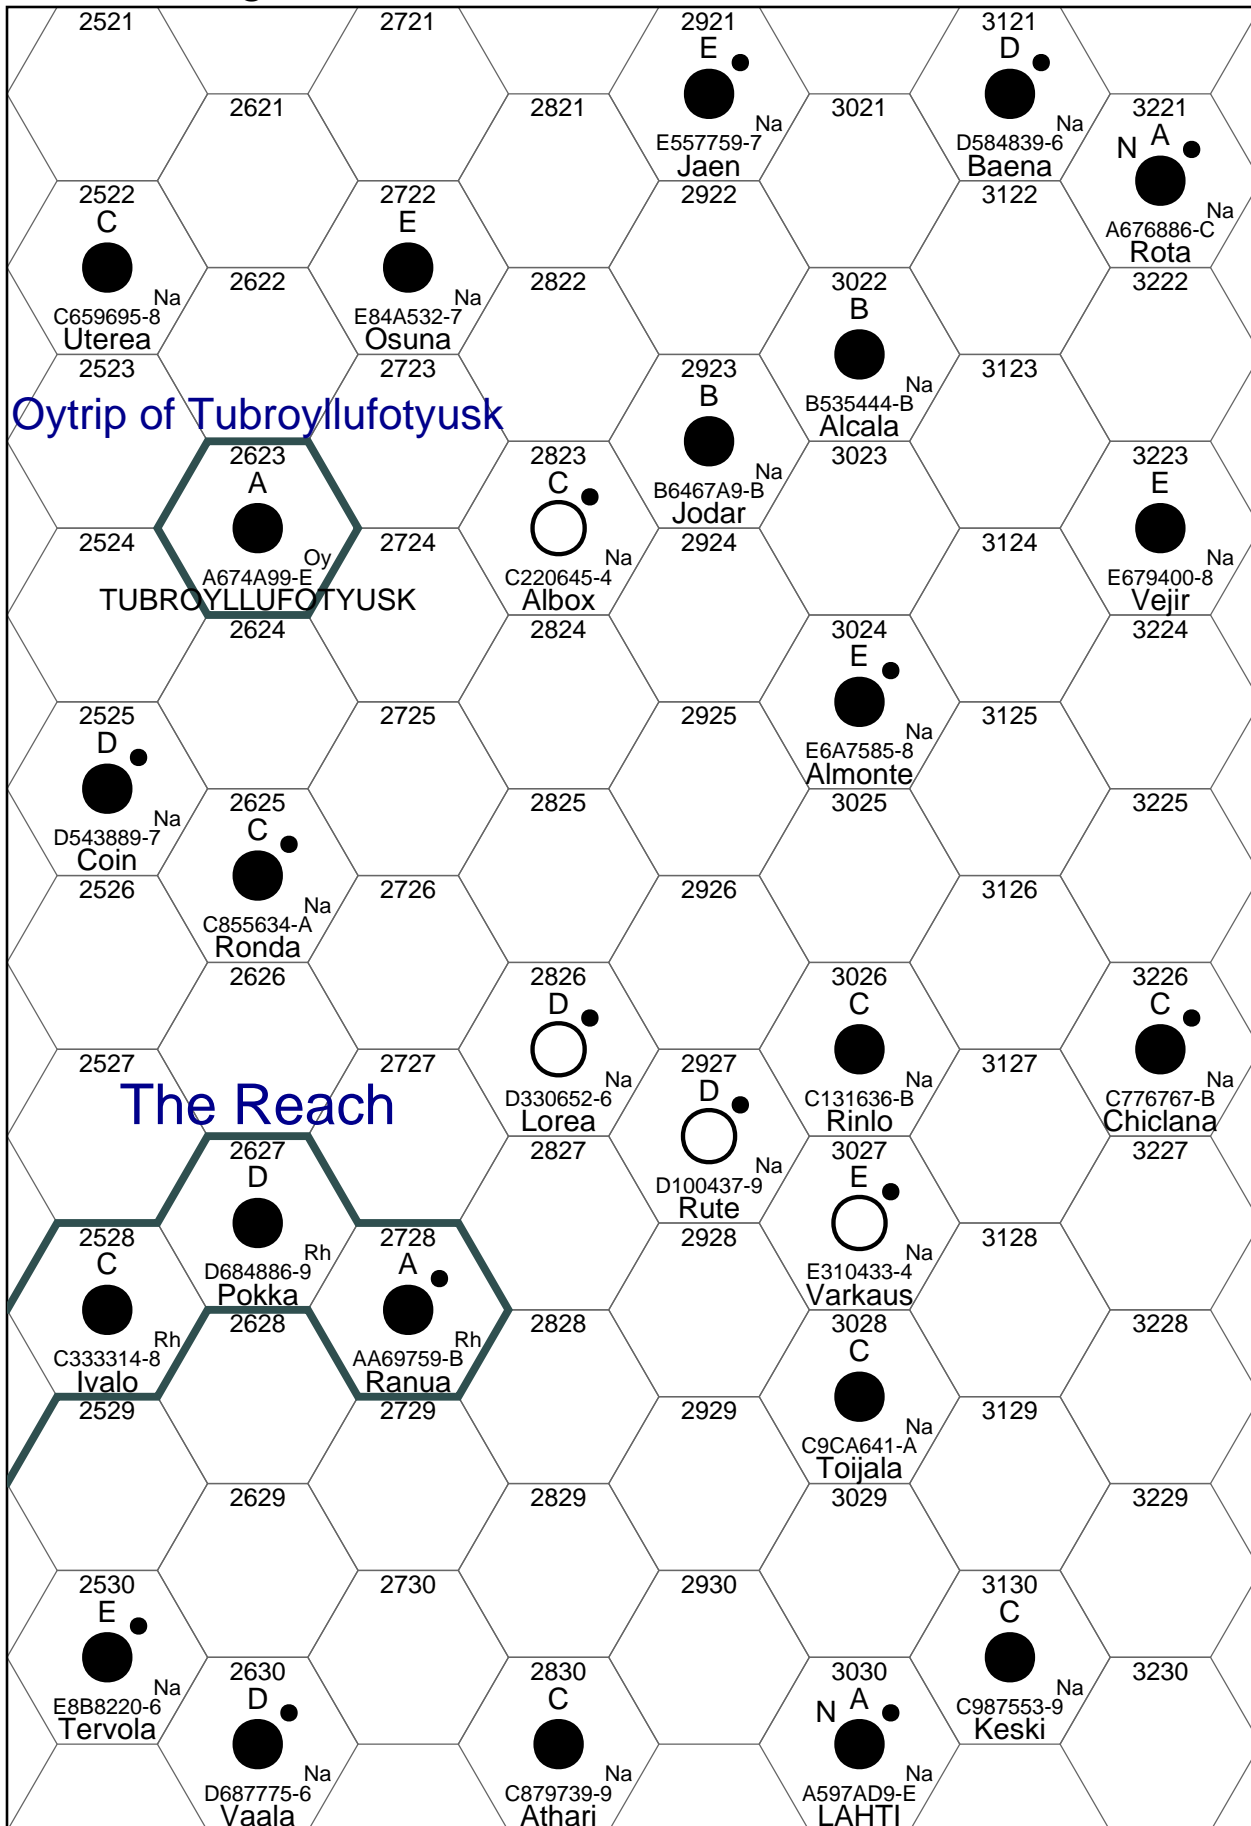 2521
2721
2921
3121
E
D
2621
2821
3021
3221
Na
Na
N A
E557759-7
D584839-6
Jaen
Baena
2522
2722
2922
3122
Na
C
E
A676886-C
Rota
2622
2822
3022
3222
Na
Na
B
C659695-8
E84A532-7
Uterea
Osuna
2523
2723
2923
3123
Na
B
B535444-B
Oytrip of Tubroyllufotyusk
Alcala
2623
2823
3023
3223
A
C
Na
E
B6467A9-B
Jodar
2524
2724
2924
3124
Oy
Na
Na
A674A99-E
C220645-4
E679400-8
TUBROYLLUFOTYUSK
Albox
Vejir
2624
2824
3024
3224
E
2525
2725
2925
3125
D
Na
E6A7585-8
Almonte
2625
2825
3025
3225
Na
C
D543889-7
Coin
2526
2726
2926
3126
Na
C855634-A
Ronda
2626
2826
3026
3226
D
C
C
2527
2727
2927
3127
Na
Na
Na
The Reach
D330652-6
D
C131636-B
C776767-B
Lorea
Rinlo
Chiclana
2627
2827
3027
3227
D
Na
E
D100437-9
Rute
2528
2728
2928
3128
Rh
Na
C
A
D684886-9
E310433-4
Pokka
Varkaus
2628
2828
3028
3228
Rh
Rh
C
C333314-8
AA69759-B
Ivalo
Ranua
2529
2729
2929
3129
Na
C9CA641-A
Toijala
2629
2829
3029
3229
2530
2730
2930
3130
E
C
2630
2830
3030
3230
Na
Na
D
C
N A
E8B8220-6
C987553-9
Tervola
Keski
Na
Na
Na
D687775-6
C879739-9
A597AD9-E
Vaala
Athari
LAHTI